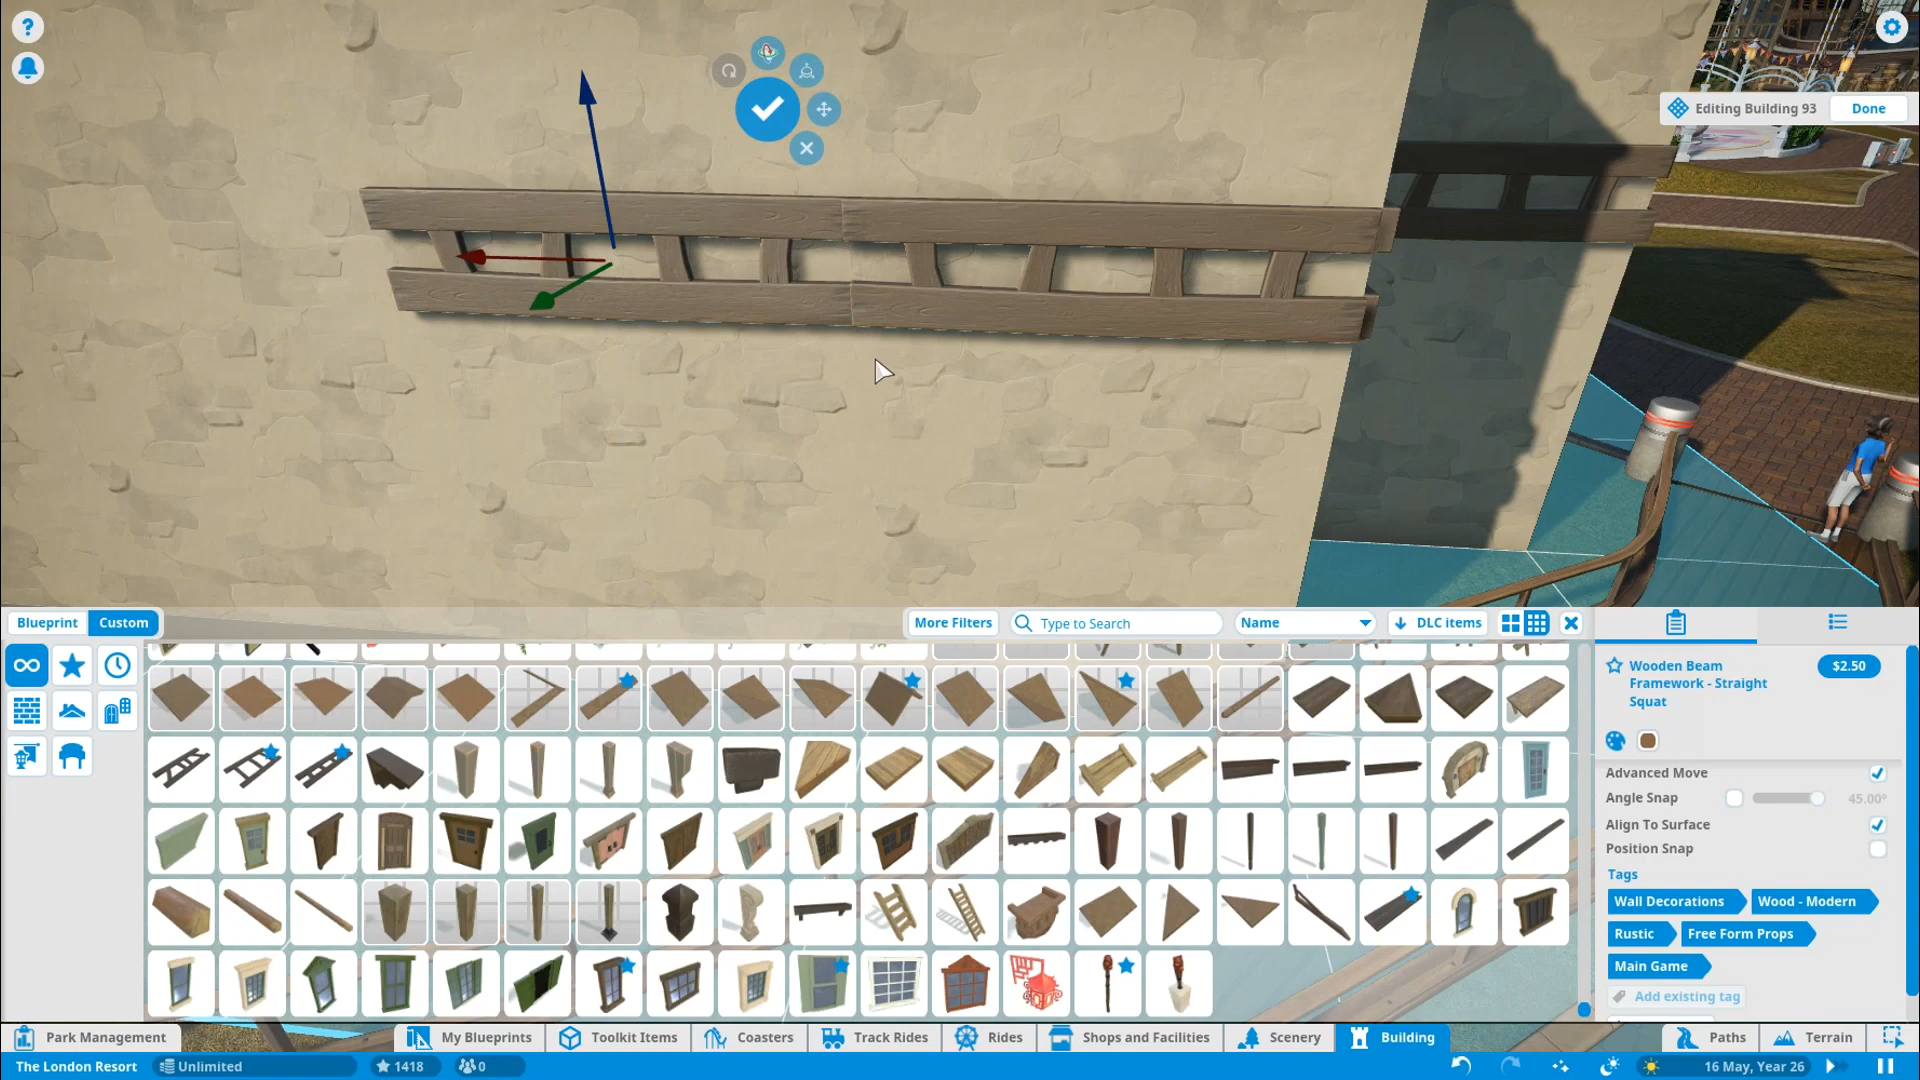 ?
Editing Building 93
Done
Blueprint
Custom
More Filters
Type to Search
Name
DLC items
Wooden Beam
Framework - Straight
Squat
$2.50
Advanced Move
Angle Snap
45.00°
Align To Surface
Position Snap
Tags
Wall Decorations
Wood - Modern
Rustic
Free Form Props
Main Game
Add existing tag
Park Management
My Blueprints
Toolkit Items
Coasters
Track Rides
Rides
Shops and Facilities
Scenery
Building
Paths
Terrain
The London Resort
Unlimited
1418
0
16 May, Year 26